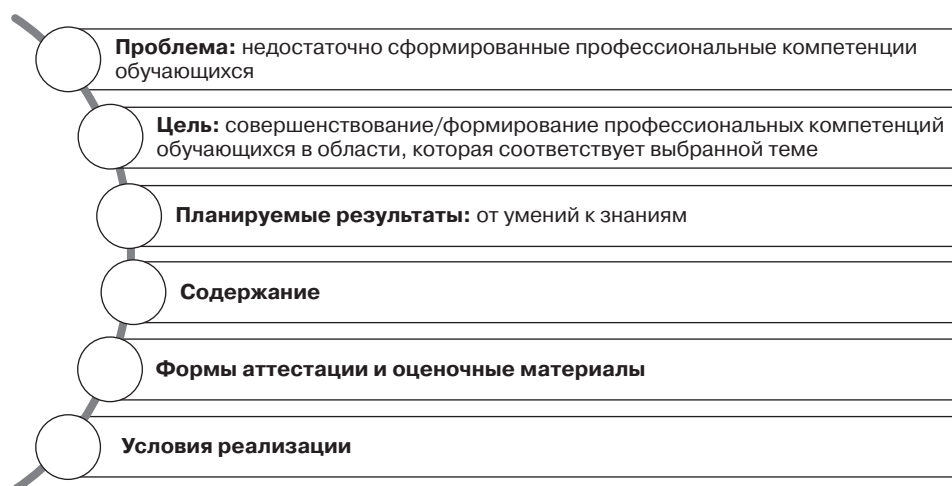 Проблема: недостаточно сформированные профессиональные компетенции
обучающихся
Цель: совершенствование/формирование профессиональных компетенций
обучающихся в области, которая соответствует выбранной теме
Планируемые результаты: от умений к знаниям
Содержание
Формы аттестации и оценочные материалы
Условия реализации